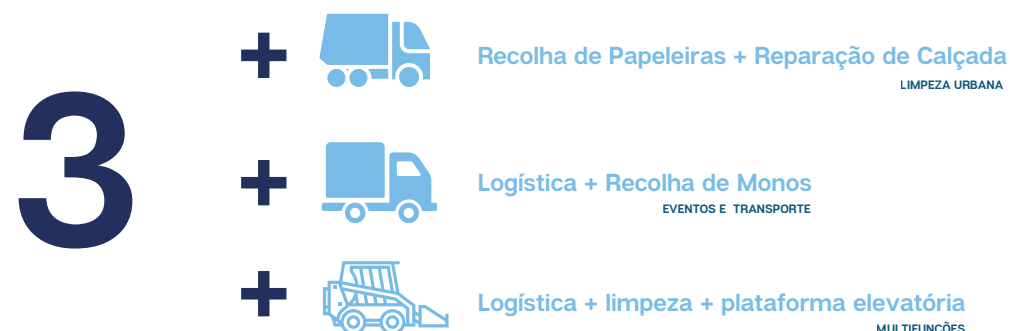 3
+ Recolha de Papeleiras + Reparação de Calçada
LIMPEZA URBANA
+ Logística + Recolha de Monos
EVENTOS E TRANSPORTE
+ Logística + limpeza + plataforma elevatória
MULTIFUNÇÕES